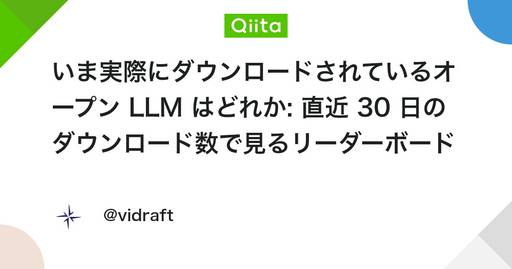 Qiita
いま実際にダウンロードされているオ
ープン LLM はどれか: 直近 30 日の
ダウンロード数で見るリーダーボード
@vidraft